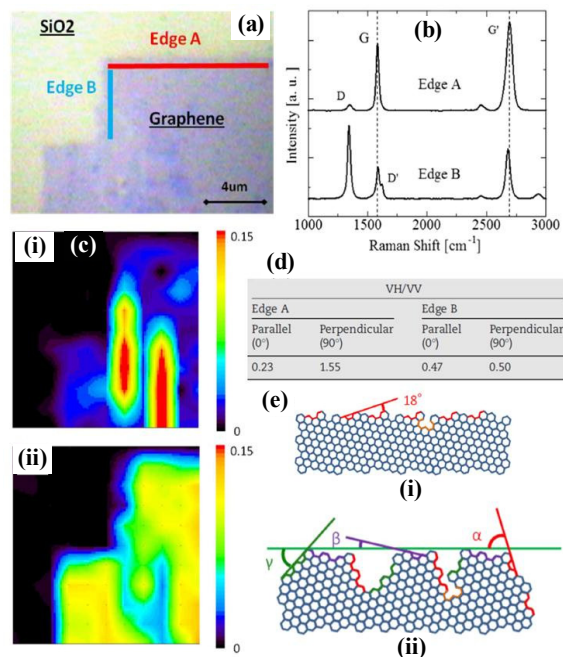 SiO2
(a)
Edge A
Edge B
Graphene
4um
(b)
G
G'
D
Edge A
D'
Edge B
Intensity [a. u.]
1000 1500 2000 2500 3000
Raman Shift [cm⁻¹]
(i)
(c)
0.15
0
(ii)
0.15
0
(d)
VH/VV
Edge A Edge B
Parallel Perpendicular Parallel Perpendicular
(0°) (90°) (0°) (90°)
0.23 1.55 0.47 0.50
(e)
18°
(i)
γ
β
α
(ii)